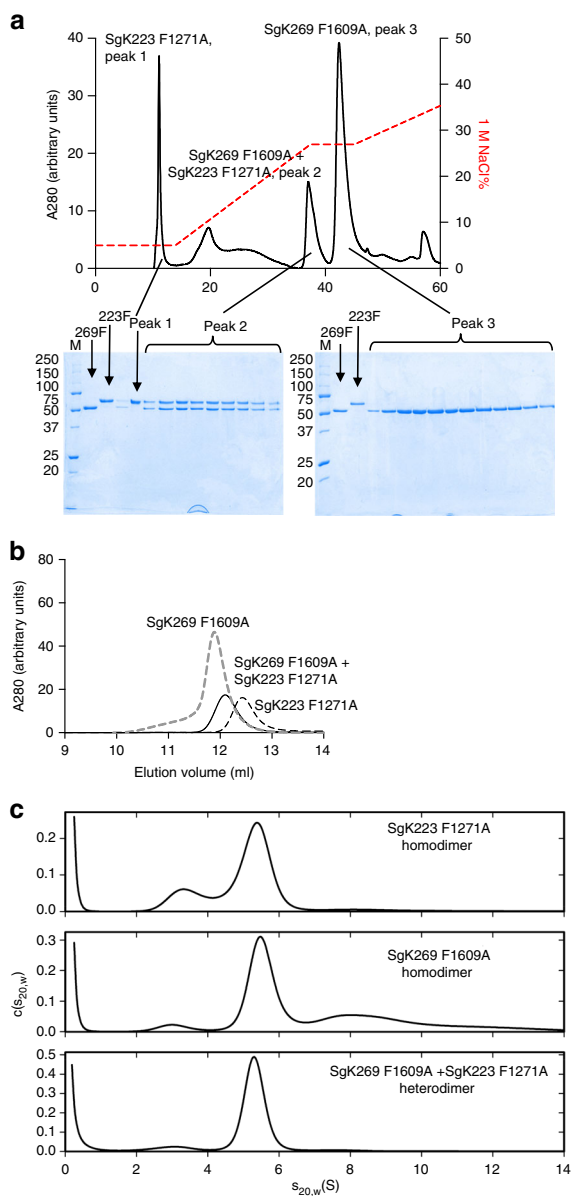 a
SgK223 F1271A,
peak 1
SgK269 F1609A, peak 3
SgK269 F1609A +
SgK223 F1271A, peak 2
A280 (arbitrary units)
40
30
20
10
0
50
40
30
20
10
0
1 M NaCl%
0
20
40
60
223F
Peak 1
Peak 2
269F
M
250
150
100
75
50
37
25
20
223F
Peak 3
269F
M
250
150
100
75
50
37
25
20
b
A280 (arbitrary units)
80
60
40
20
0
SgK269 F1609A
SgK269 F1609A +
SgK223 F1271A
SgK223 F1271A
9
10
11
12
13
14
Elution volume (ml)
c
0.2
0.1
0.0
SgK223 F1271A
homodimer
0.3
0.2
0.1
0.0
SgK269 F1609A
homodimer
0.5
0.4
0.3
0.2
0.1
0.0
SgK269 F1609A +SgK223 F1271A
heterodimer
c(s20,w)
0
2
4
6
8
10
12
14
s20,w(S)